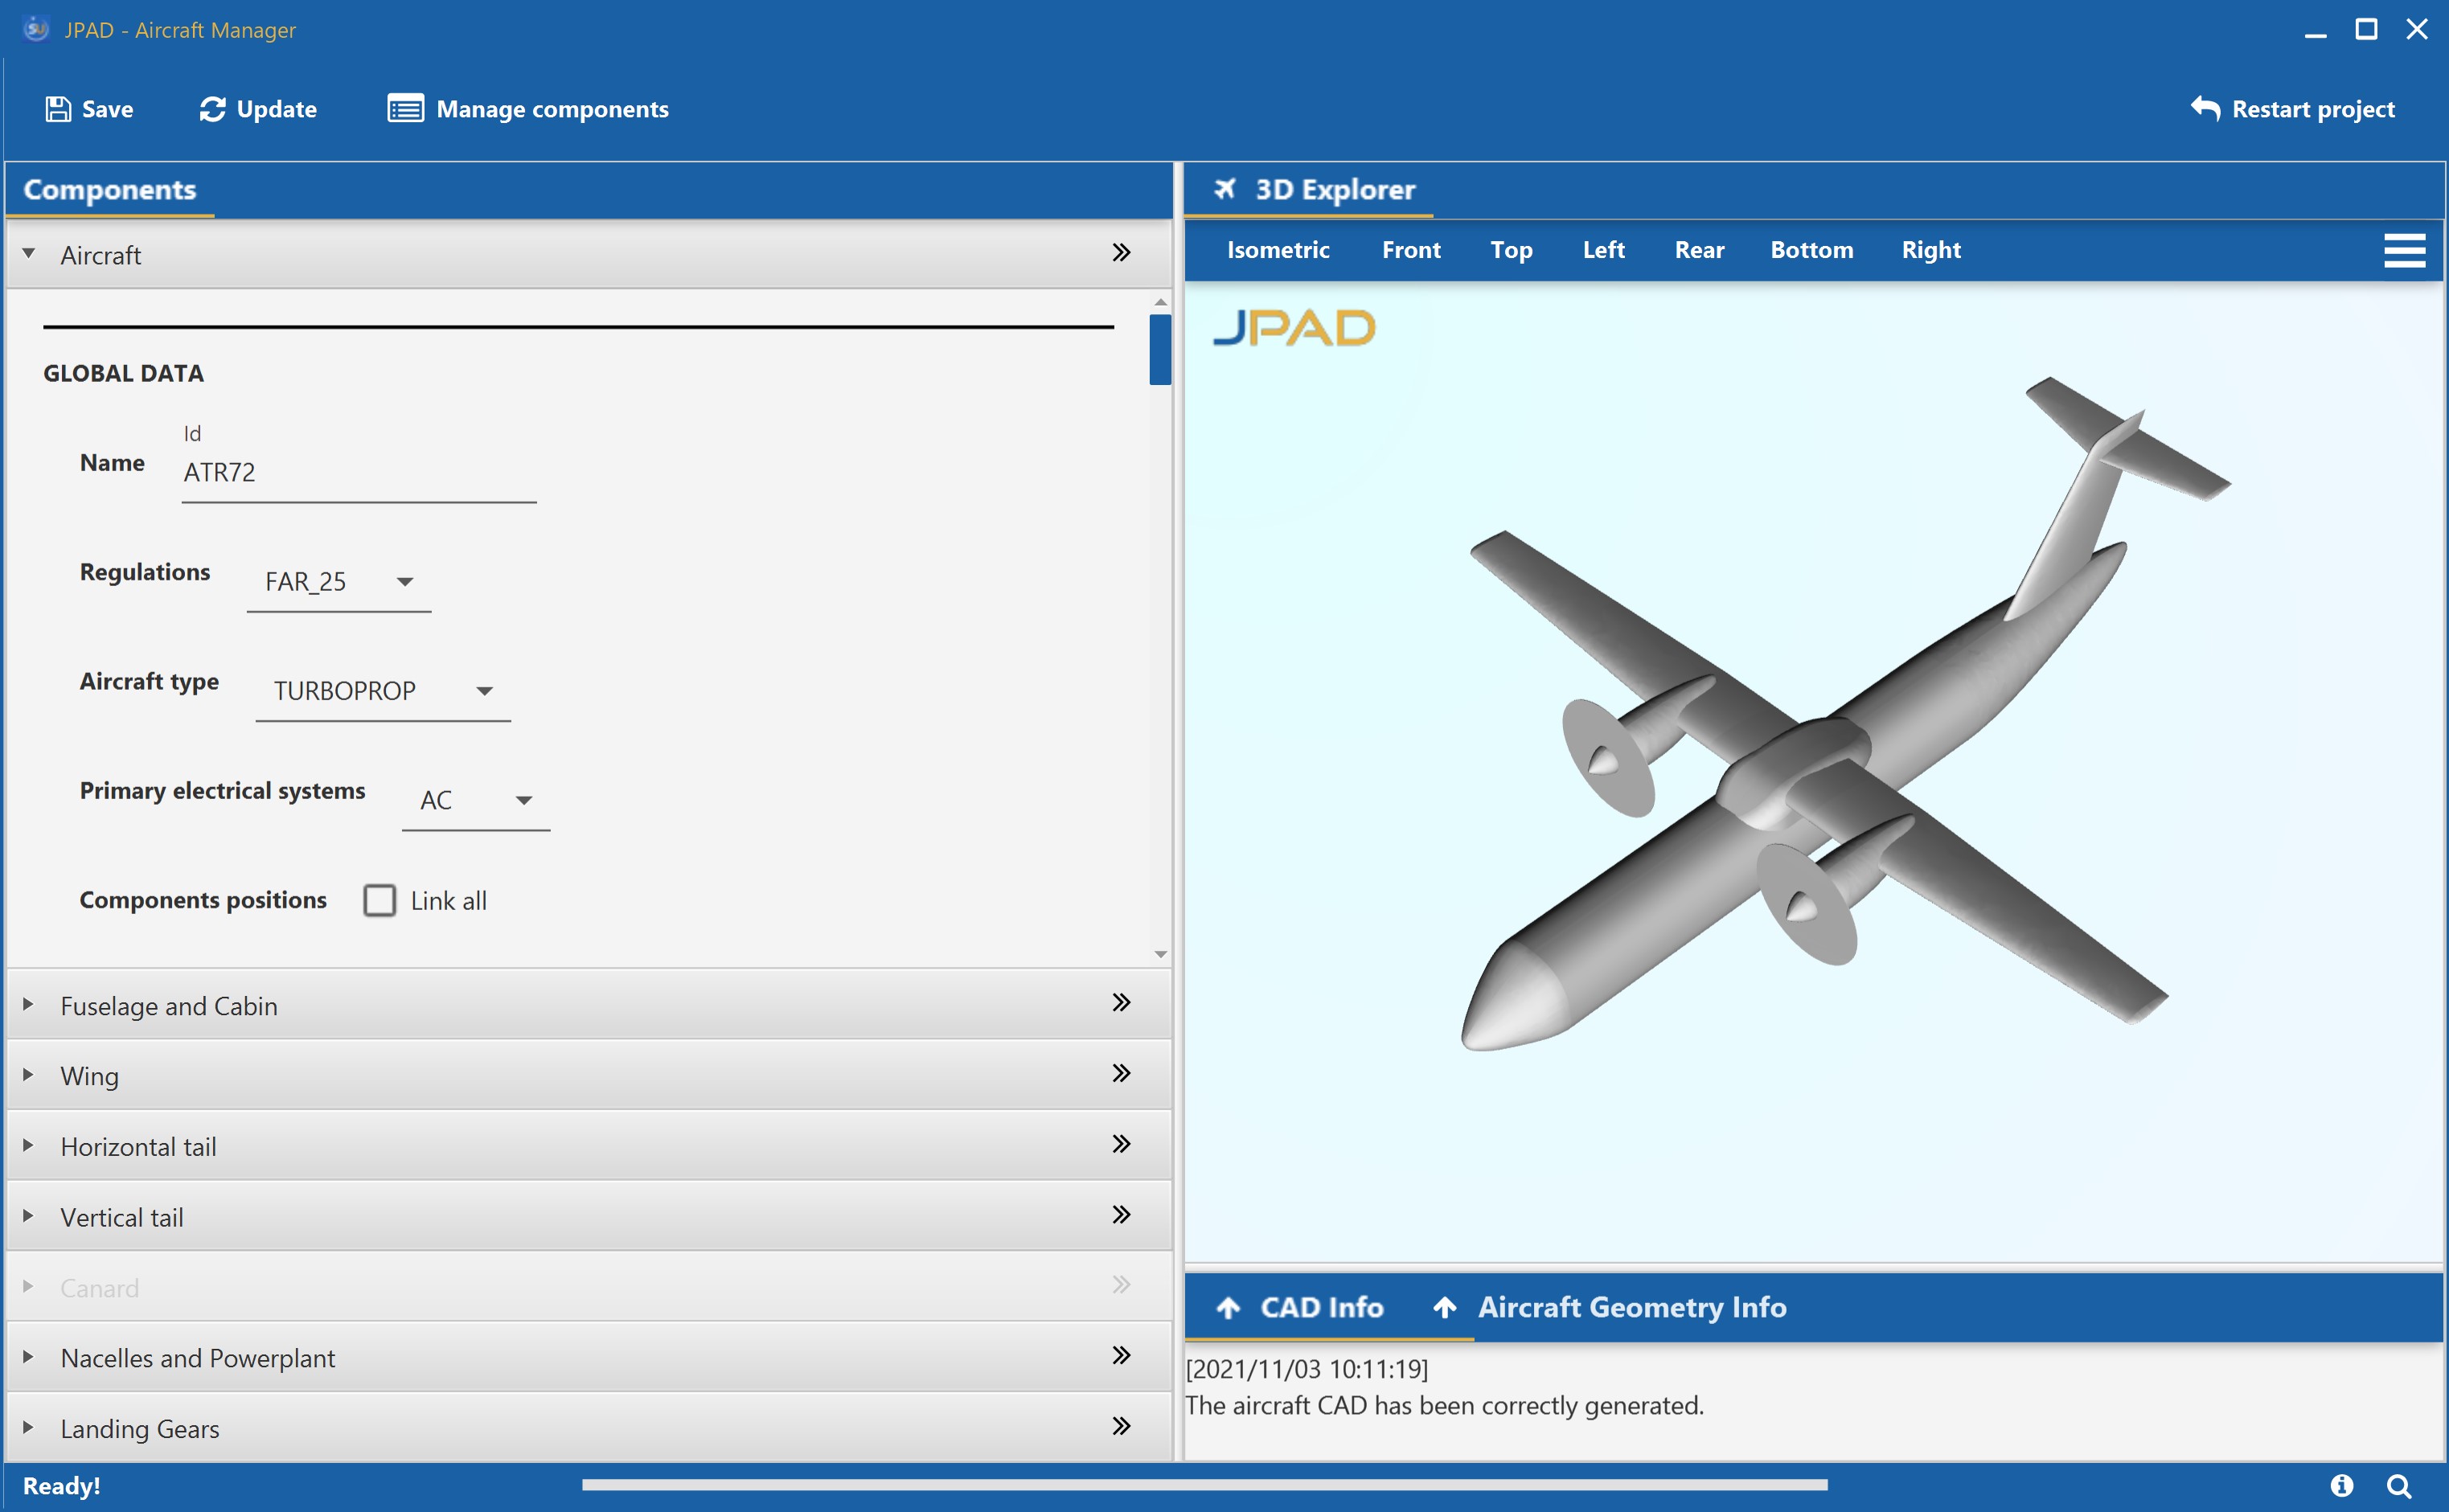 JPAD - Aircraft Manager
Save Update Manage components Restart project
Components
Aircraft
GLOBAL DATA
Id
Name ATR72
Regulations FAR_25
Aircraft type TURBOPROP
Primary electrical systems AC
Components positions Link all
Fuselage and Cabin
Wing
Horizontal tail
Vertical tail
Canard
Nacelles and Powerplant
Landing Gears
3D Explorer
Isometric Front Top Left Rear Bottom Right
JPAD
CAD Info Aircraft Geometry Info
[2021/11/03 10:11:19]
The aircraft CAD has been correctly generated.
Ready!